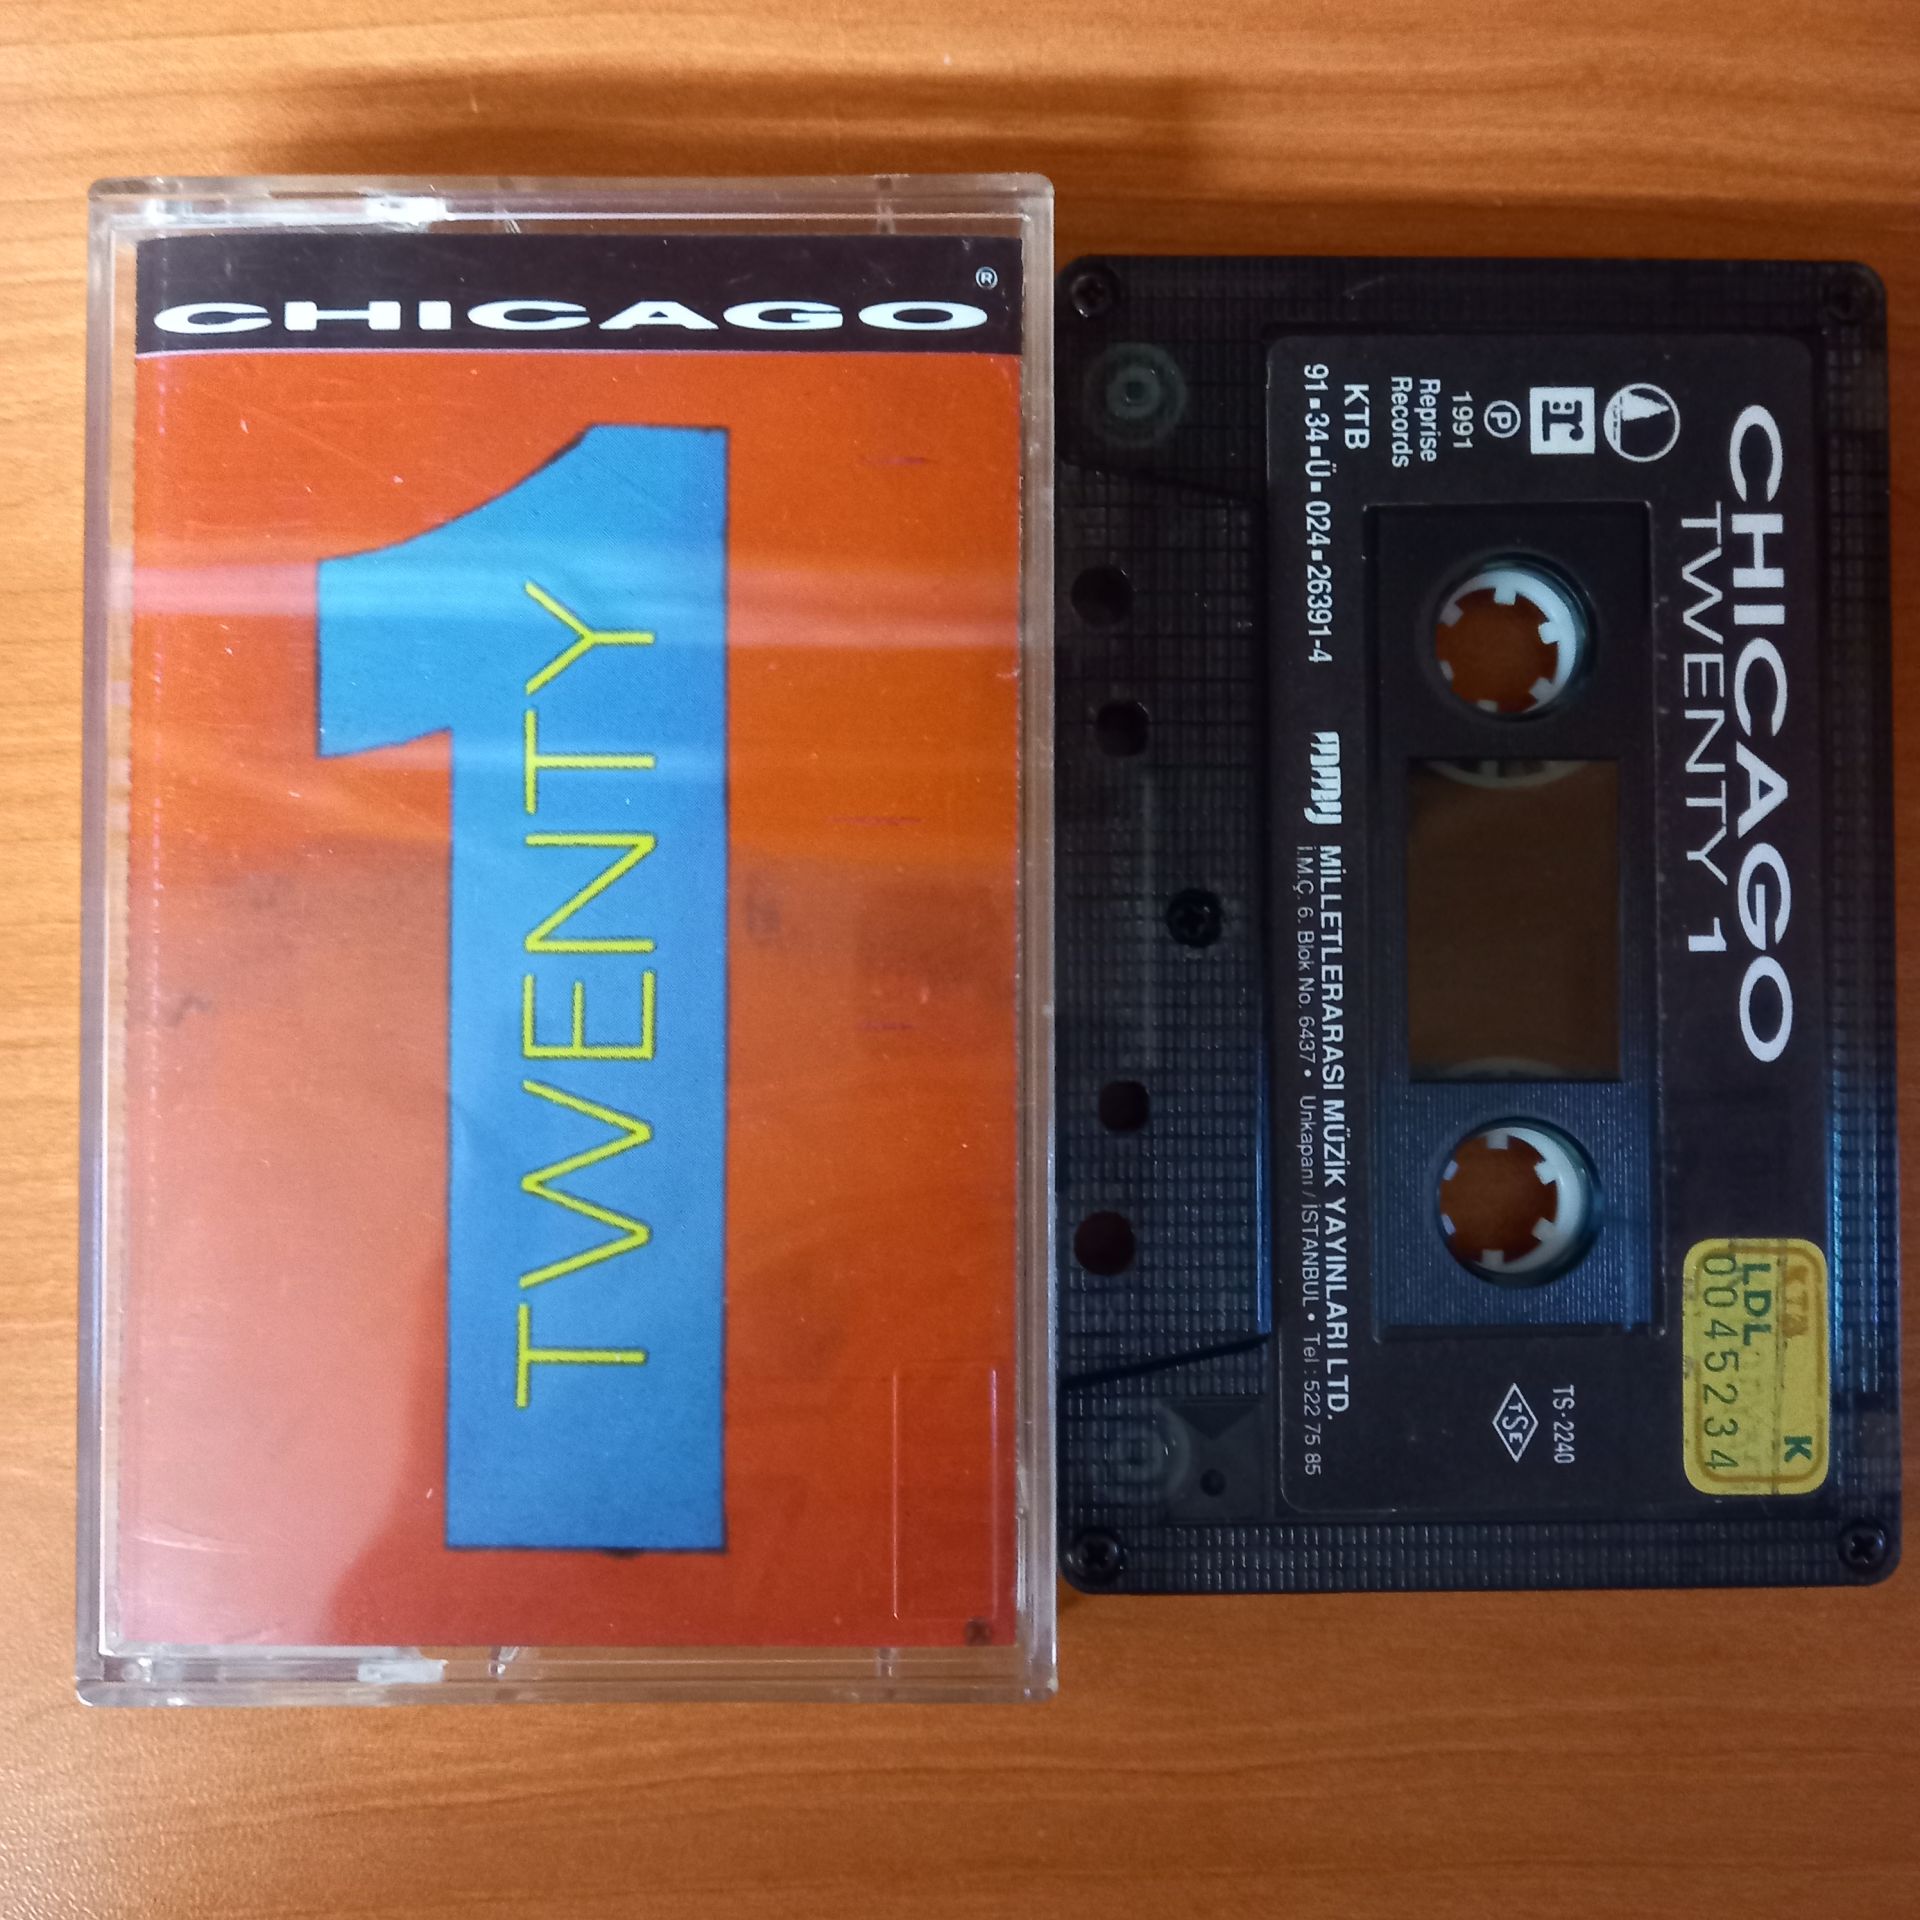 CHICAGO®
1
TWENTY
CHICAGO
TWENTY 1
r:
℗
1991
Reprise
Records
KTB
91▪34▪Ü▪024▪26391-4
MMY MİLLETLERARASI MÜZİK YAYINLARI LTD.
İ.M.Ç. 6. Blok No. 6437 • Unkapanı / İSTANBUL • Tel : 522 75 85
TS-2240
TSE
K
LDL
0045234